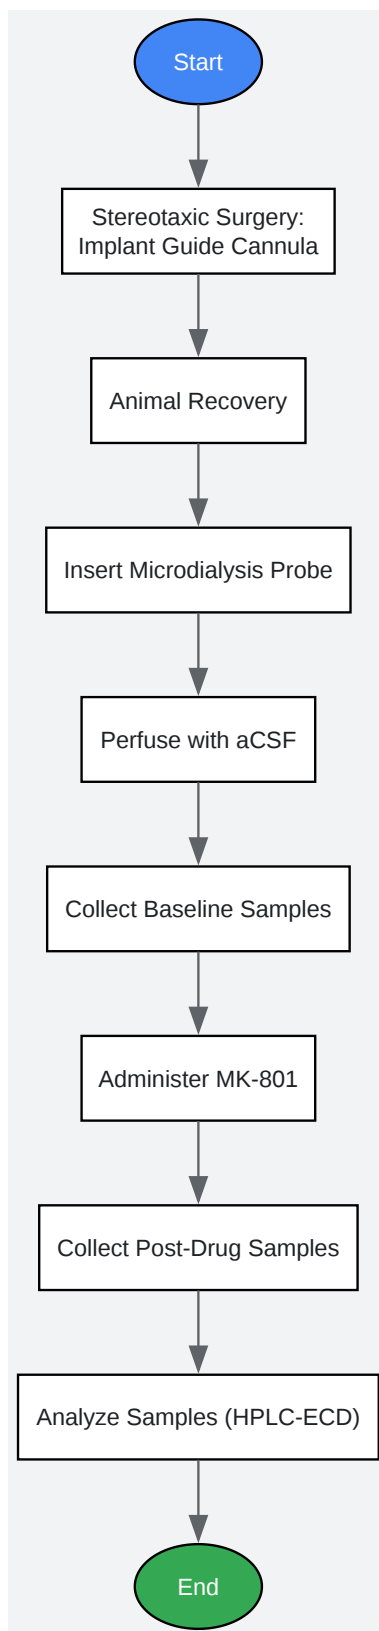 Start
Stereotaxic Surgery:
Implant Guide Cannula
Animal Recovery
Insert Microdialysis Probe
Perfuse with aCSF
Collect Baseline Samples
Administer MK-801
Collect Post-Drug Samples
Analyze Samples (HPLC-ECD)
End